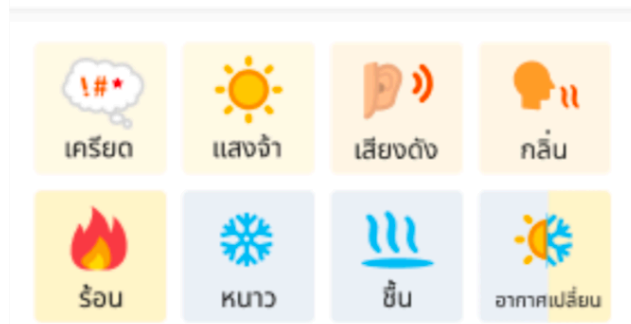 !#*
เครียด
แสงจ้า
เสียงดัง
กลิ่น
ร้อน
หนาว
ชื้น
อากาศเปลี่ยน